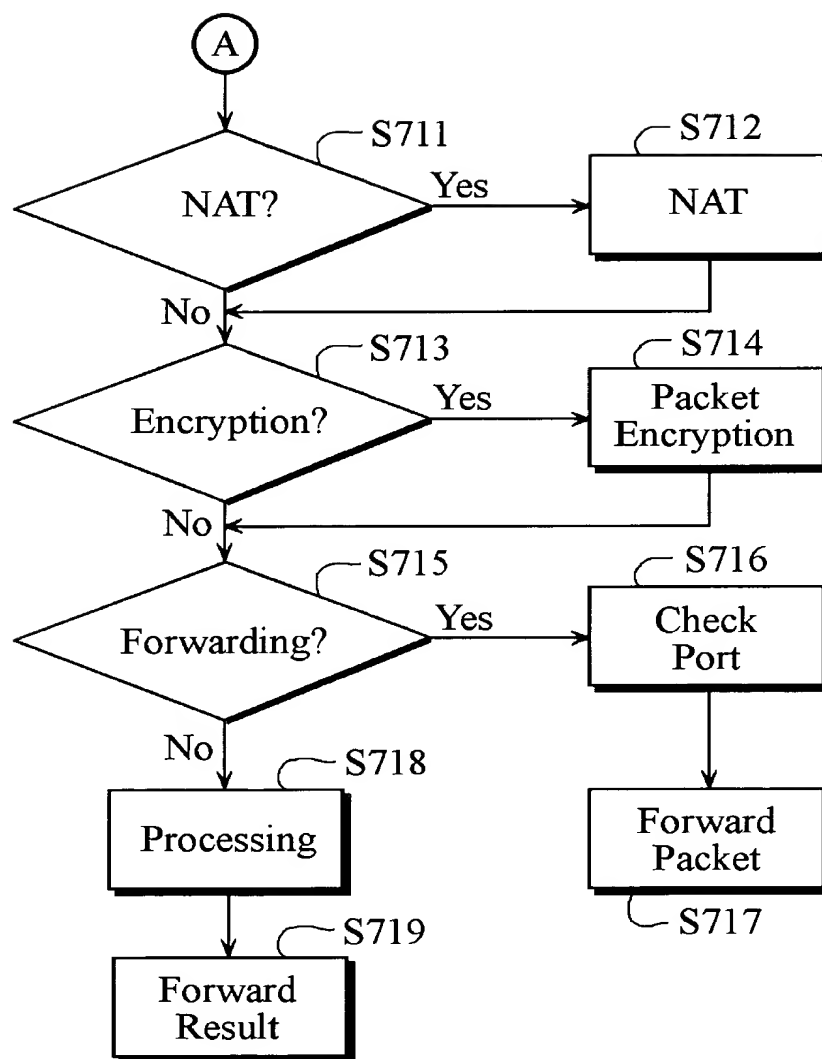 A
S711
S712
NAT?
Yes
NAT
No
S713
S714
Encryption?
Yes
Packet
Encryption
No
S715
S716
Forwarding?
Yes
Check
Port
No
S718
Processing
Forward
Packet
S717
S719
Forward
Result